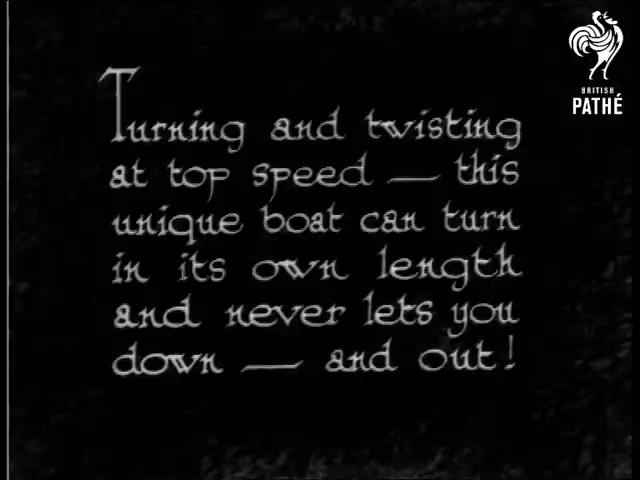 BRITISH
PATHÉ
Turning and twisting
at top speed — this
unique boat can turn
in its own length
and never lets you
down — and out!